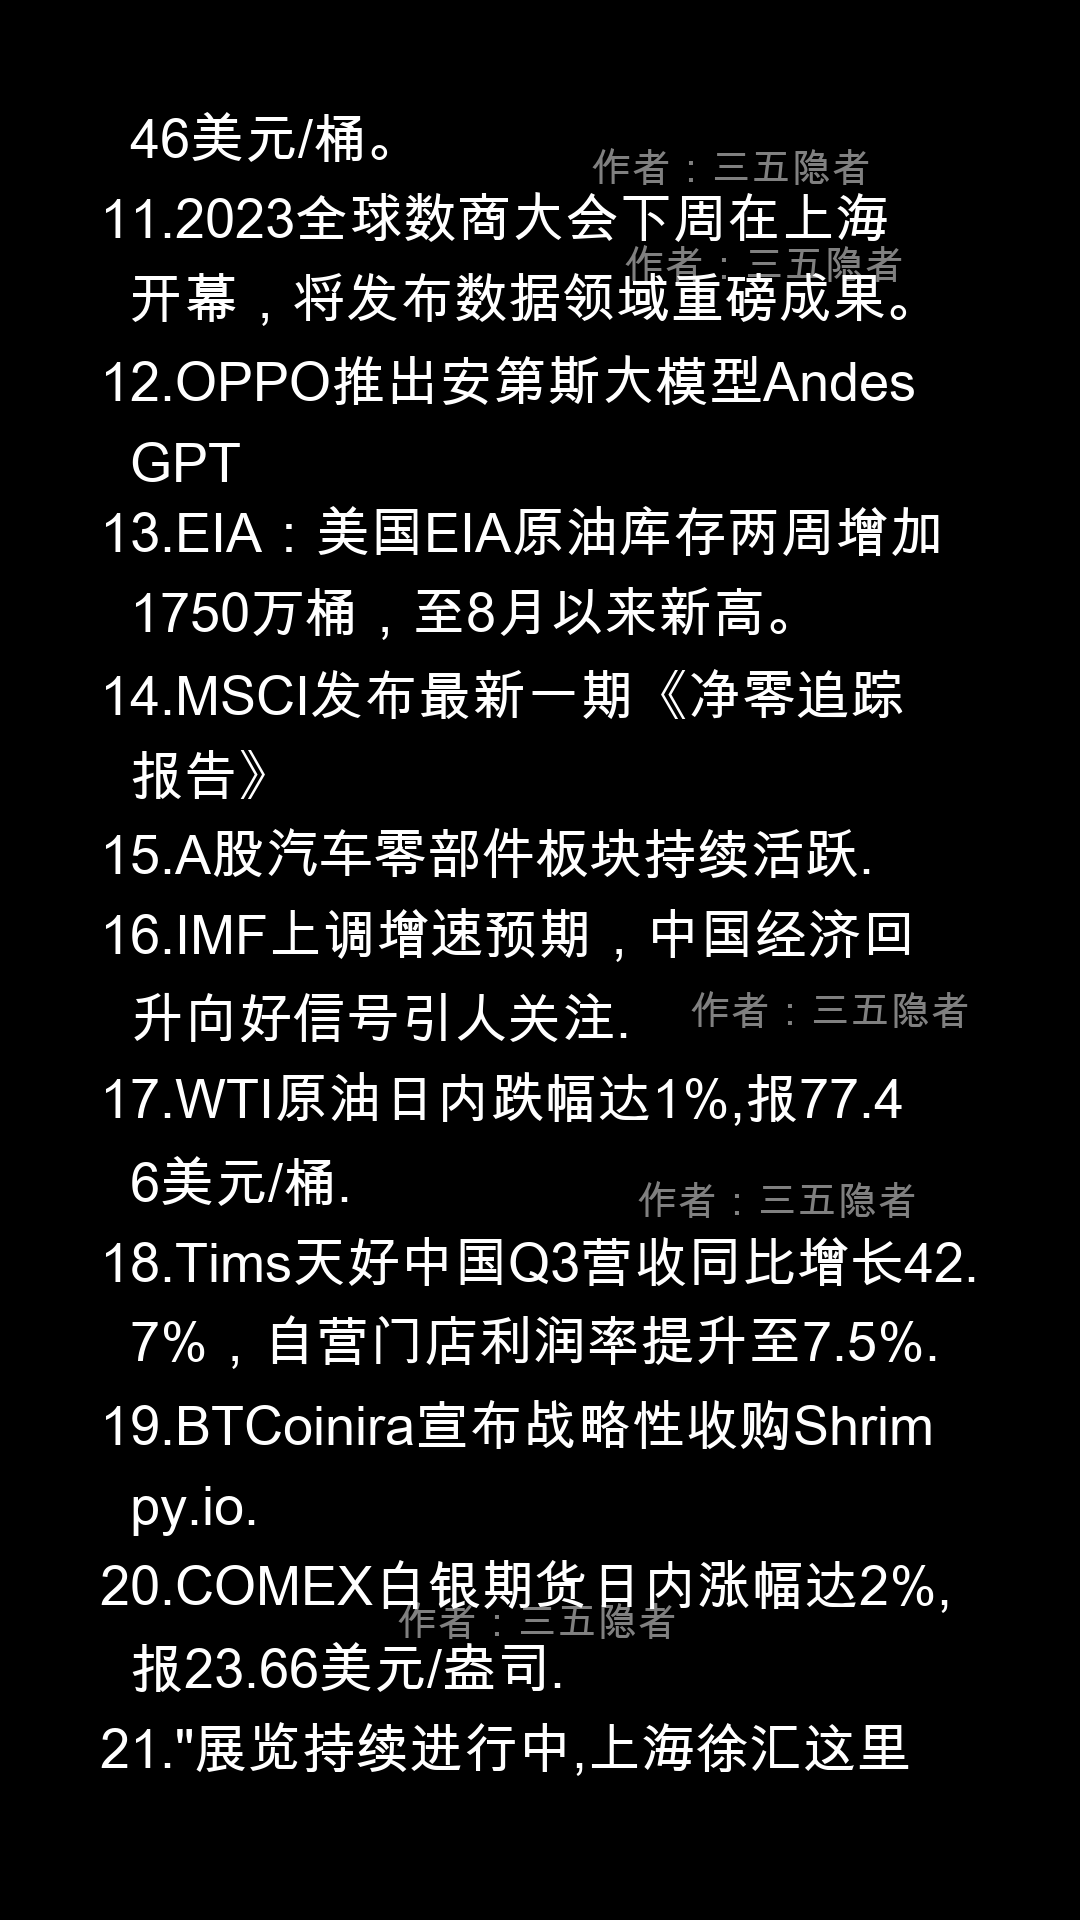 46美元/桶。
作者：三五隐者
11.2023全球数商大会下周在上海
作者：三五隐者
开幕，将发布数据领域重磅成果。
12.OPPO推出安第斯大模型Andes
GPT
13.EIA：美国EIA原油库存两周增加
1750万桶，至8月以来新高。
14.MSCI发布最新一期《净零追踪
报告》
15.A股汽车零部件板块持续活跃.
16.IMF上调增速预期，中国经济回
升向好信号引人关注.
作者：三五隐者
17.WTI原油日内跌幅达1%,报77.4
6美元/桶.
作者：三五隐者
18.Tims天好中国Q3营收同比增长42.
7%，自营门店利润率提升至7.5%.
19.BTCoinira宣布战略性收购Shrim
py.io.
20.COMEX白银期货日内涨幅达2%,
作者：三五隐者
报23.66美元/盎司.
21."展览持续进行中,上海徐汇这里